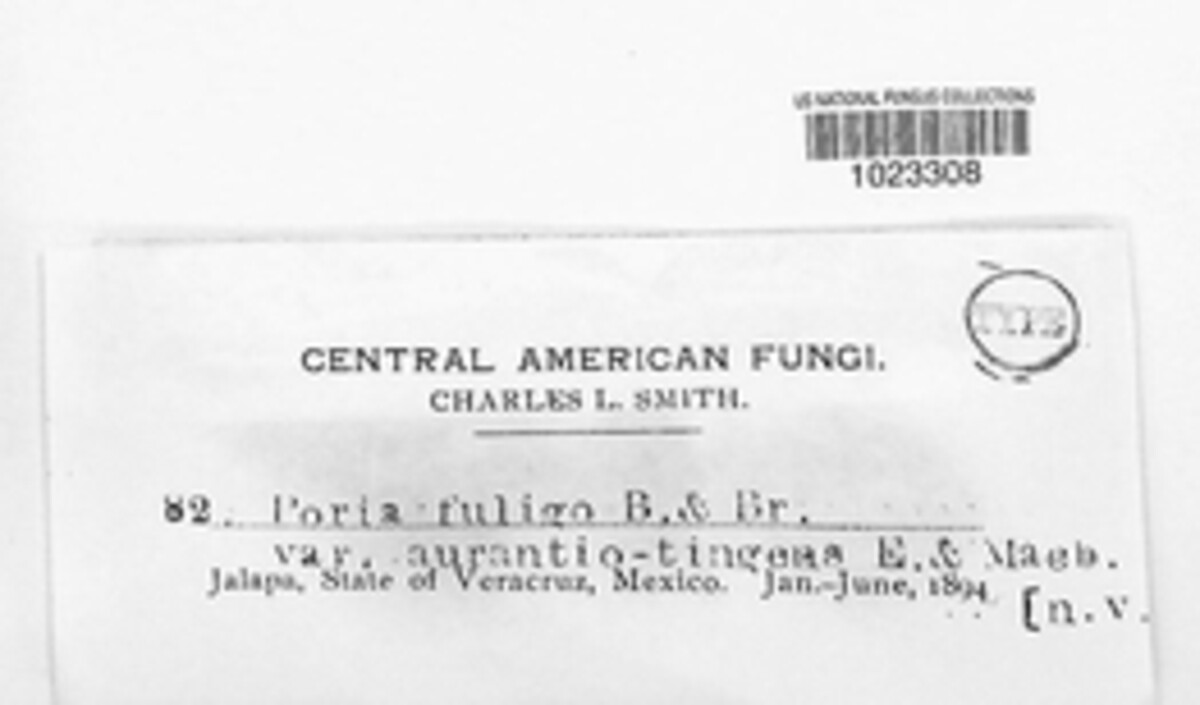 US NATIONAL FUNGUS COLLECTIONS
1023308
TYPE
CENTRAL AMERICAN FUNGI.
CHARLES L. SMITH.
82. Poria fuligo B.& Br.
var. aurantio-tingens E.& Macb.
Jalapa, State of Veracruz, Mexico. Jan.-June, 1894
[n.v.